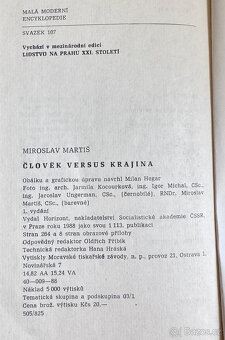 MALÁ MODERNÍ
ENCYKLOPEDIE
SVAZEK 107
Vychází v mezinárodní edici
LIDSTVO NA PRAHU XXI. STOLETÍ
MIROSLAV MARTIŠ
ČLOVĚK VERSUS KRAJINA
Obálku a grafickou úpravu navrhl Milan Hegar
Foto ing. arch. Jarmila Kocourková, ing. Igor Míchal, CSc.,
ing. Jaroslav Ungerman, CSc., (černobílé), RNDr. Miroslav
Martiš, CSc., (barevné)
1. vydání
Vydal Horizont, nakladatelství Socialistické akademie ČSSR,
v Praze roku 1988 jako svou 1 113. publikaci
Stran 264 a 8 stran obrazové přílohy
Odpovědný redaktor Oldřich Přibík
Technická redaktorka Hana Hráská
Vytiskly Moravské tiskařské závody, n. p., provoz 21, Ostrava 1,
Novinářská 7
14,82 AA 15,24 VA
40-009-88
Náklad 5 000 výtisků
Tematická skupina a podskupina 03/1
Cena brož. výtisku Kčs 20,—
505/825